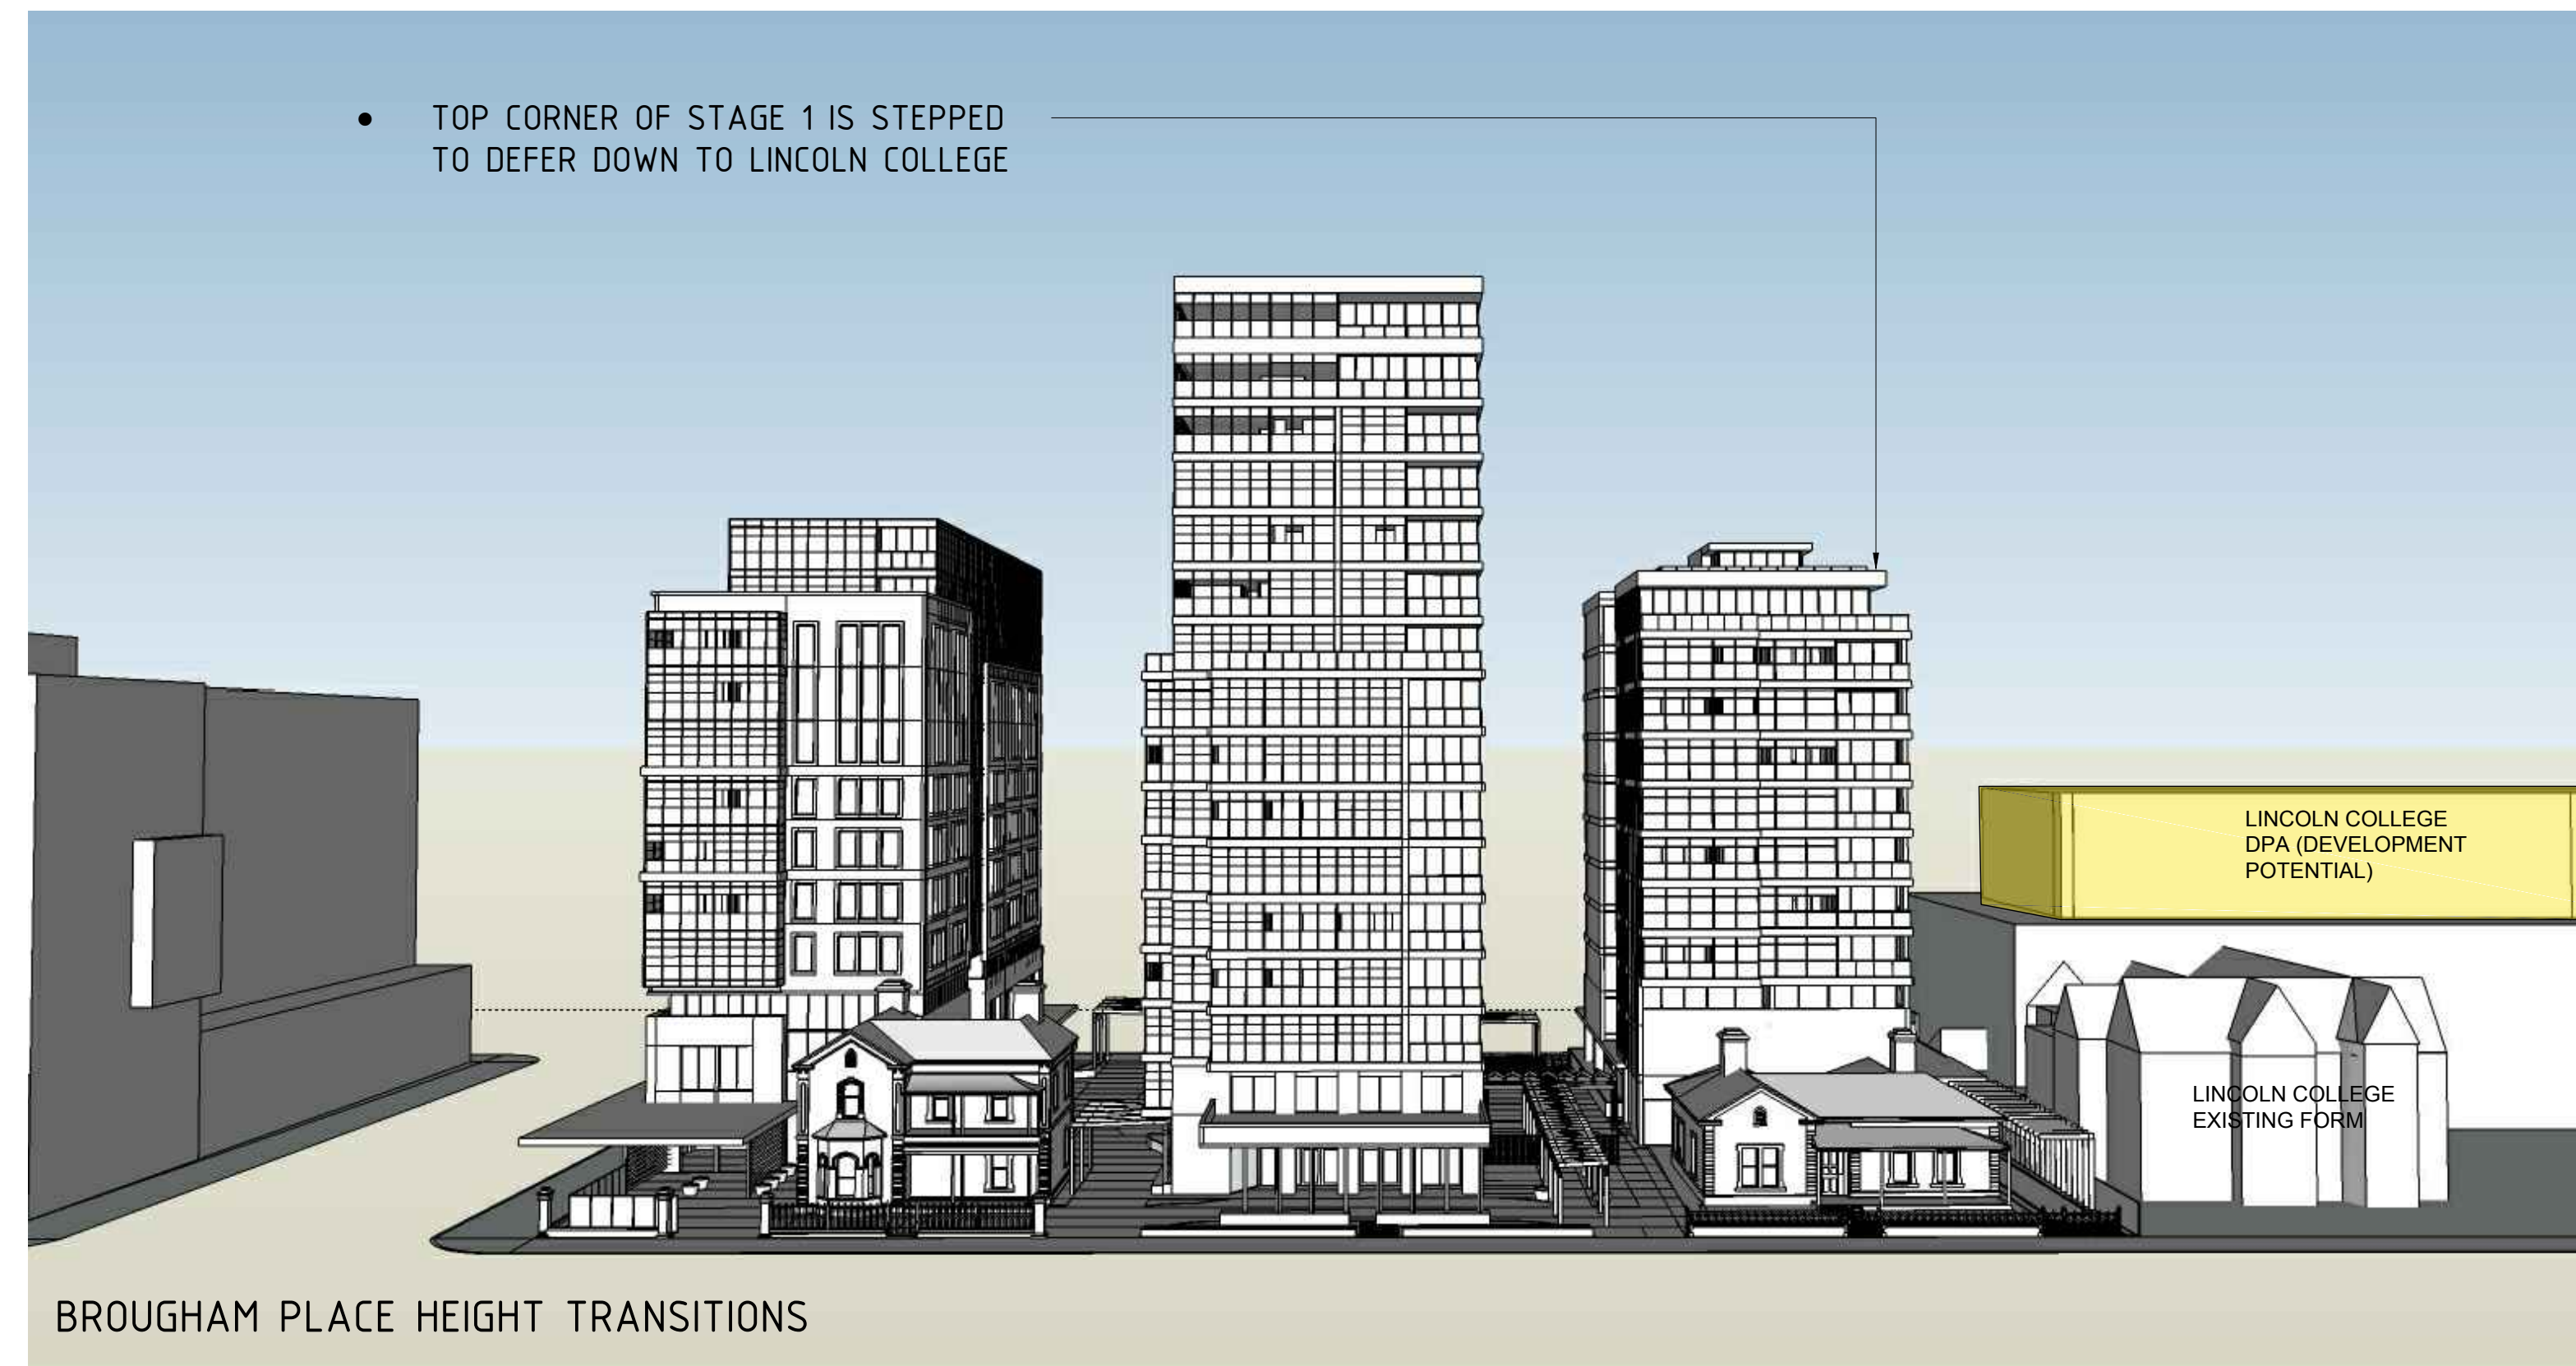 • TOP CORNER OF STAGE 1 IS STEPPED
TO DEFER DOWN TO LINCOLN COLLEGE
LINCOLN COLLEGE
DPA (DEVELOPMENT
POTENTIAL)
LINCOLN COLLEGE
EXISTING FORM
BROUGHAM PLACE HEIGHT TRANSITIONS